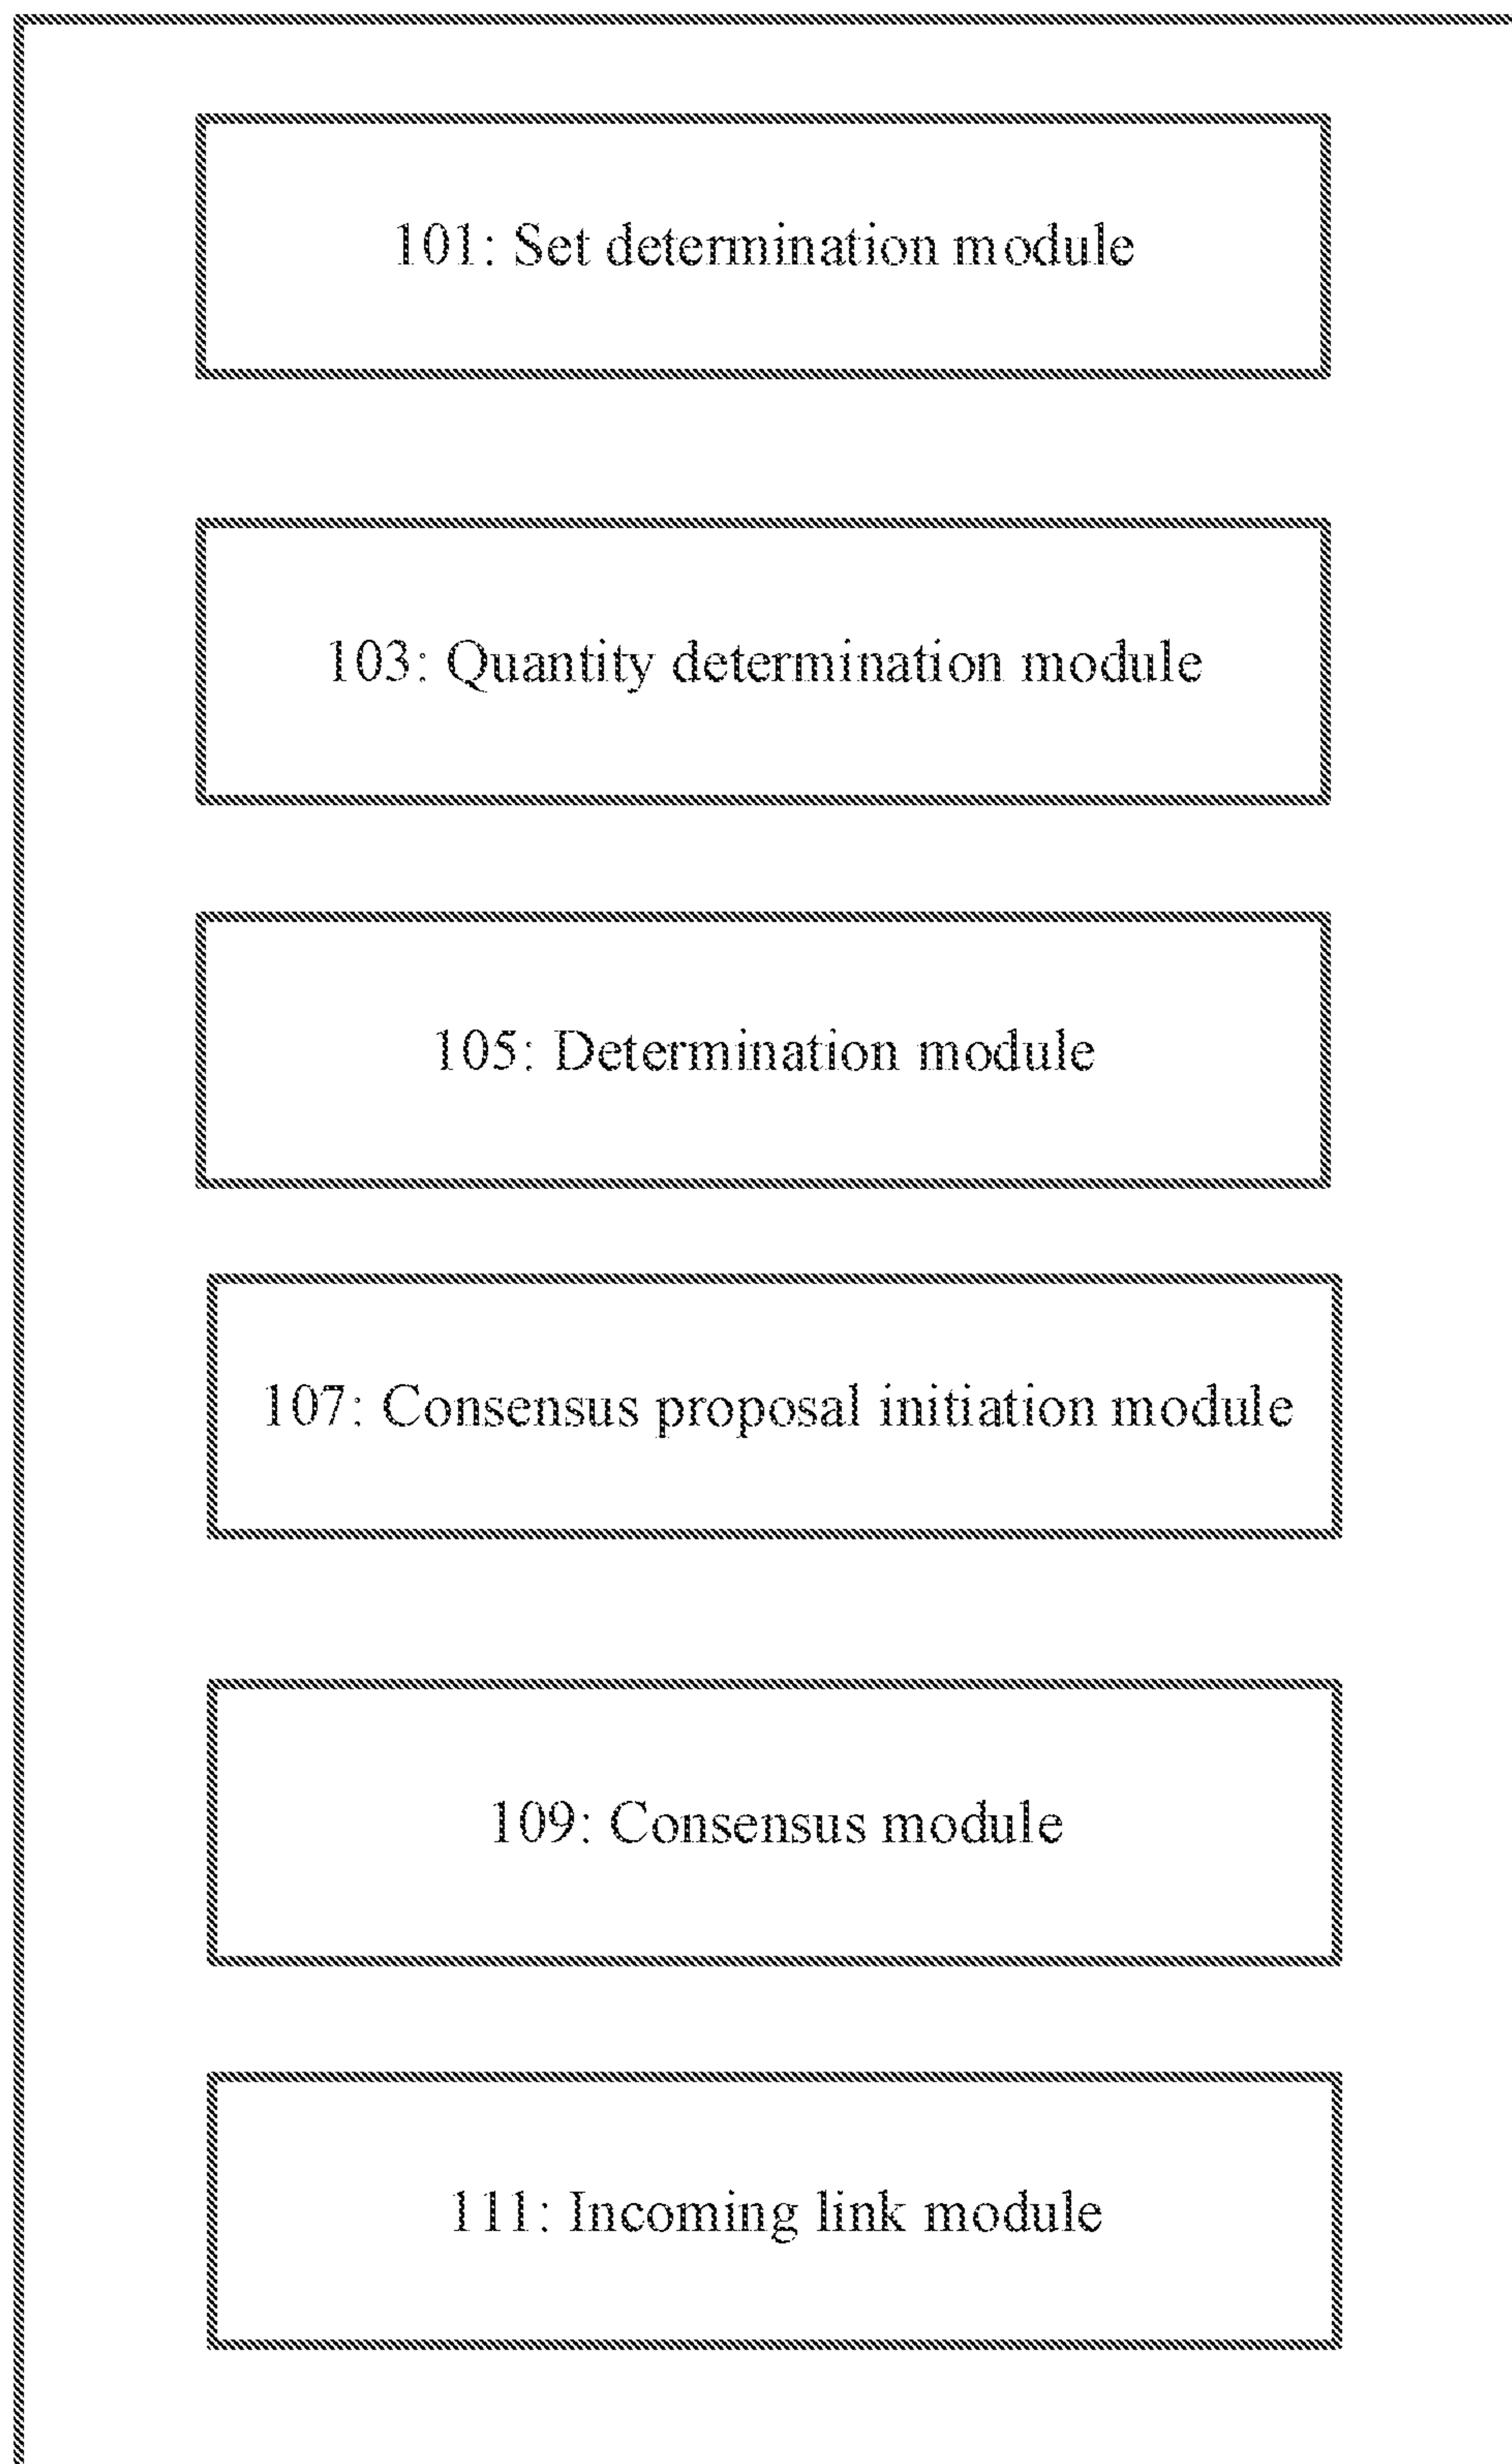 101: Set determination module
103: Quantity determination module
105: Determination module
107: Consensus proposal initiation module
109: Consensus module
111: Incoming link module